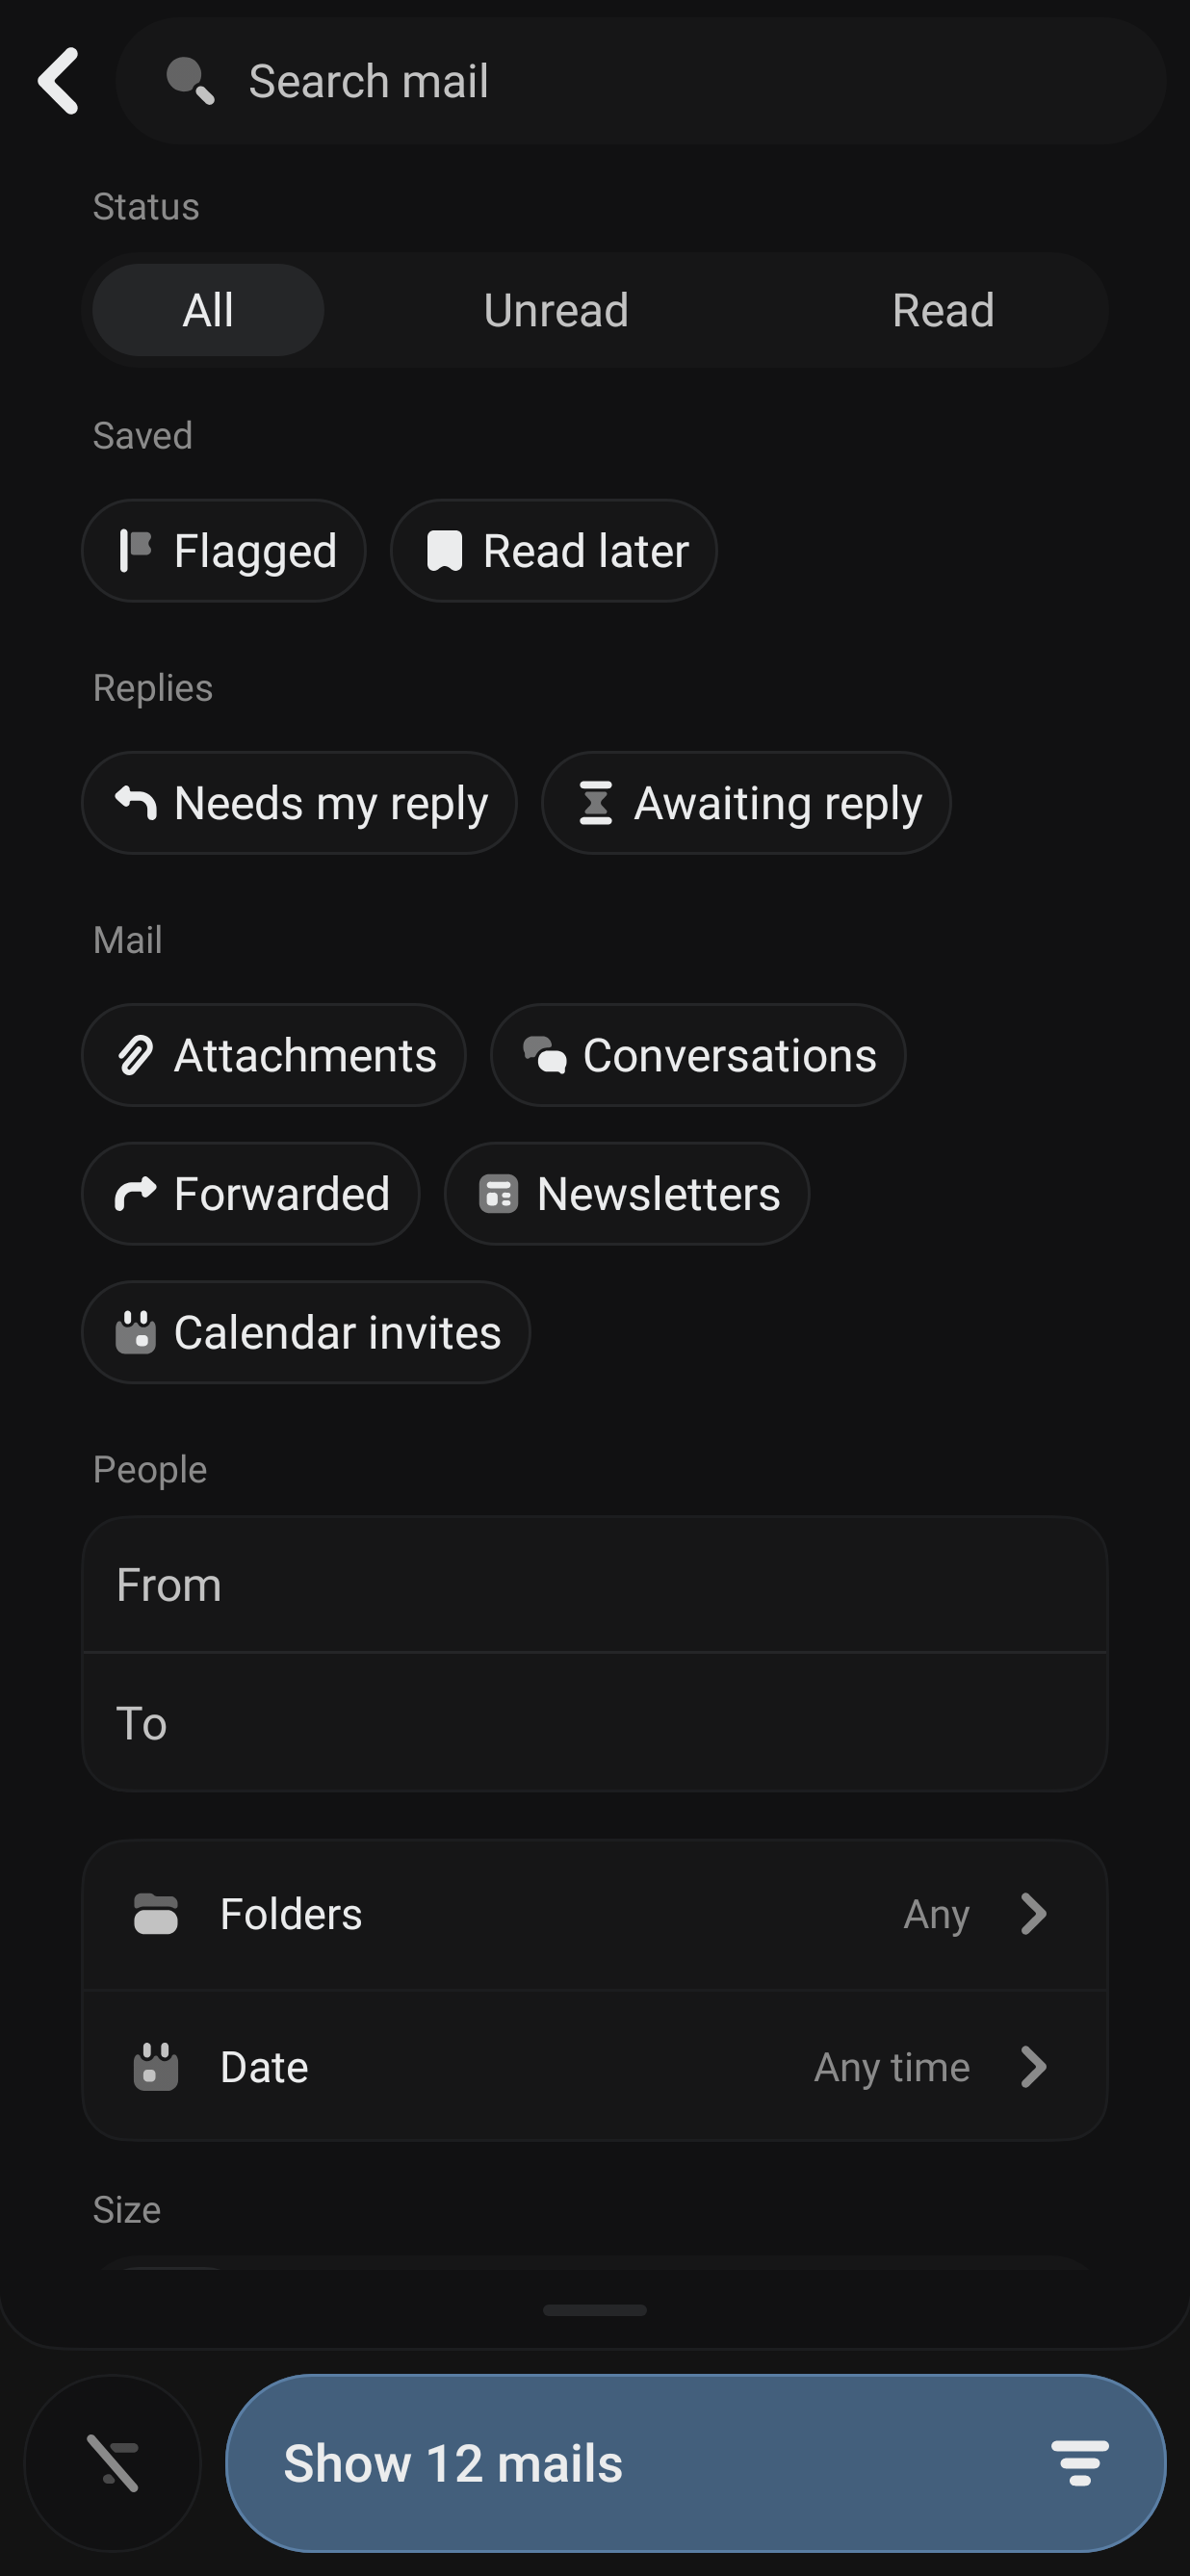 Search mail
Status
All Unread Read
Saved
Flagged Read later
Replies
Needs my reply Awaiting reply
Mail
Attachments Conversations
Forwarded Newsletters
Calendar invites
People
From
To
Folders Any
Date Any time
Size
Show 12 mails